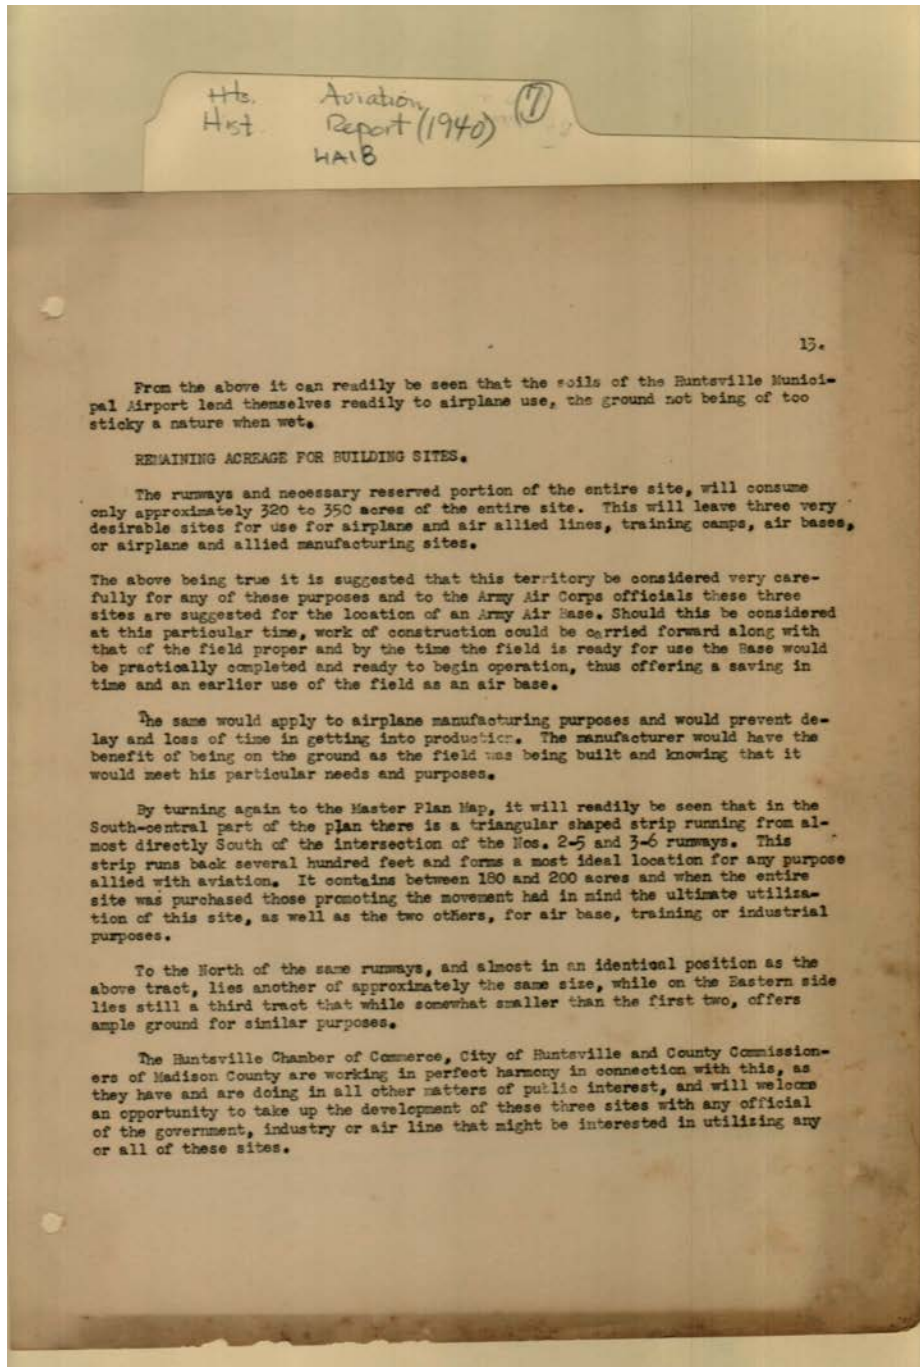 Hts. Aviation (7)
Hist Report (1940)
HAIB
13.
From the above it can readily be seen that the soils of the Huntsville Munici-
pal Airport lend themselves readily to airplane use, the ground not being of too
sticky a nature when wet.
REMAINING ACREAGE FOR BUILDING SITES.
The runways and necessary reserved portion of the entire site, will consume
only approximately 320 to 350 acres of the entire site. This will leave three very
desirable sites for use for airplane and air allied lines, training camps, air bases,
or airplane and allied manufacturing sites.
The above being true it is suggested that this territory be considered very care-
fully for any of these purposes and to the Army Air Corps officials these three
sites are suggested for the location of an Army Air Base. Should this be considered
at this particular time, work of construction could be carried forward along with
that of the field proper and by the time the field is ready for use the Base would
be practically completed and ready to begin operation, thus offering a saving in
time and an earlier use of the field as an air base.
The same would apply to airplane manufacturing purposes and would prevent de-
lay and loss of time in getting into production. The manufacturer would have the
benefit of being on the ground as the field was being built and knowing that it
would meet his particular needs and purposes.
By turning again to the Master Plan Map, it will readily be seen that in the
South-central part of the plan there is a triangular shaped strip running from al-
most directly South of the intersection of the Nos. 2-5 and 3-6 runways. This
strip runs back several hundred feet and forms a most ideal location for any purpose
allied with aviation. It contains between 180 and 200 acres and when the entire
site was purchased those promoting the movement had in mind the ultimate utiliza-
tion of this site, as well as the two others, for air base, training or industrial
purposes.
To the North of the same runways, and almost in an identical position as the
above tract, lies another of approximately the same size, while on the Eastern side
lies still a third tract that while somewhat smaller than the first two, offers
ample ground for similar purposes.
The Huntsville Chamber of Commerce, City of Huntsville and County Commission-
ers of Madison County are working in perfect harmony in connection with this, as
they have and are doing in all other matters of public interest, and will welcome
an opportunity to take up the development of these three sites with any official
of the government, industry or air line that might be interested in utilizing any
or all of these sites.